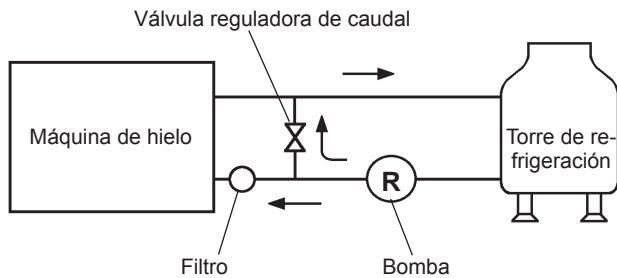 Válvula reguladora de caudal
Máquina de hielo
Torre de re-
frigeración
R
Filtro
Bomba